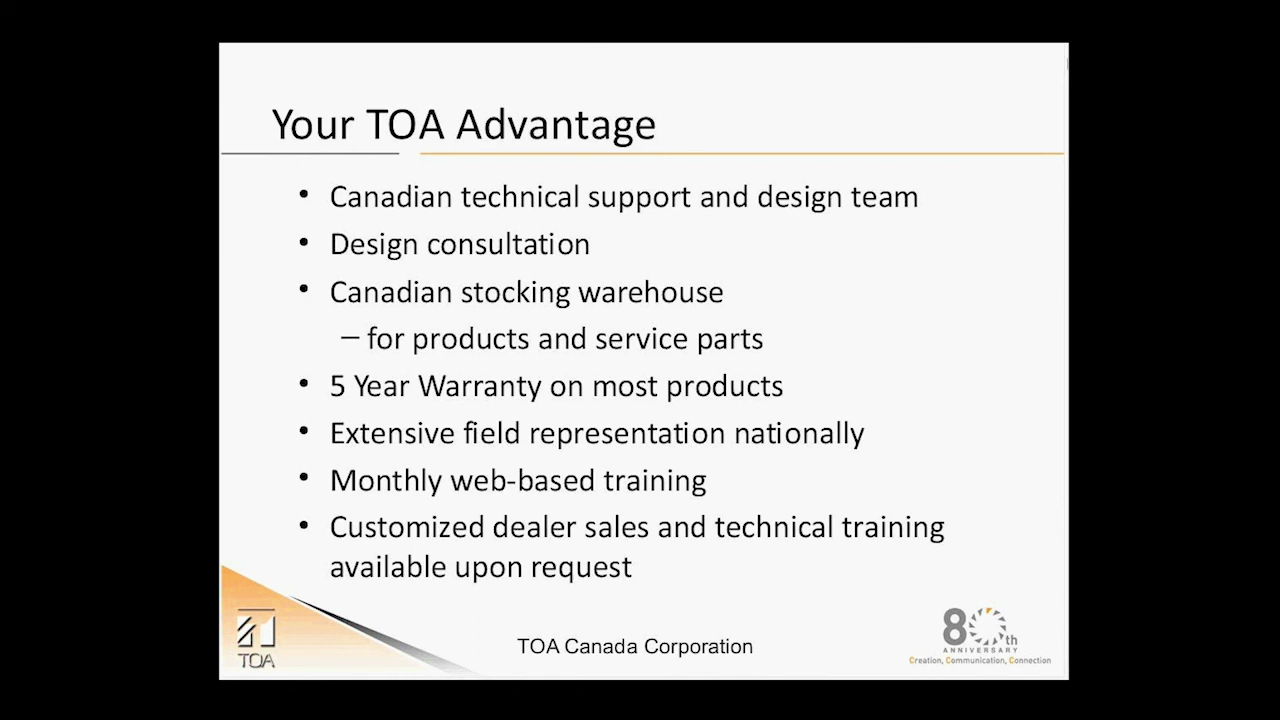 Your TOA Advantage
• Canadian technical support and design team
• Design consultation
• Canadian stocking warehouse
– for products and service parts
• 5 Year Warranty on most products
• Extensive field representation nationally
• Monthly web-based training
• Customized dealer sales and technical training
available upon request
TOA
TOA Canada Corporation
80th
ANNIVERSARY
Creation, Communication, Connection